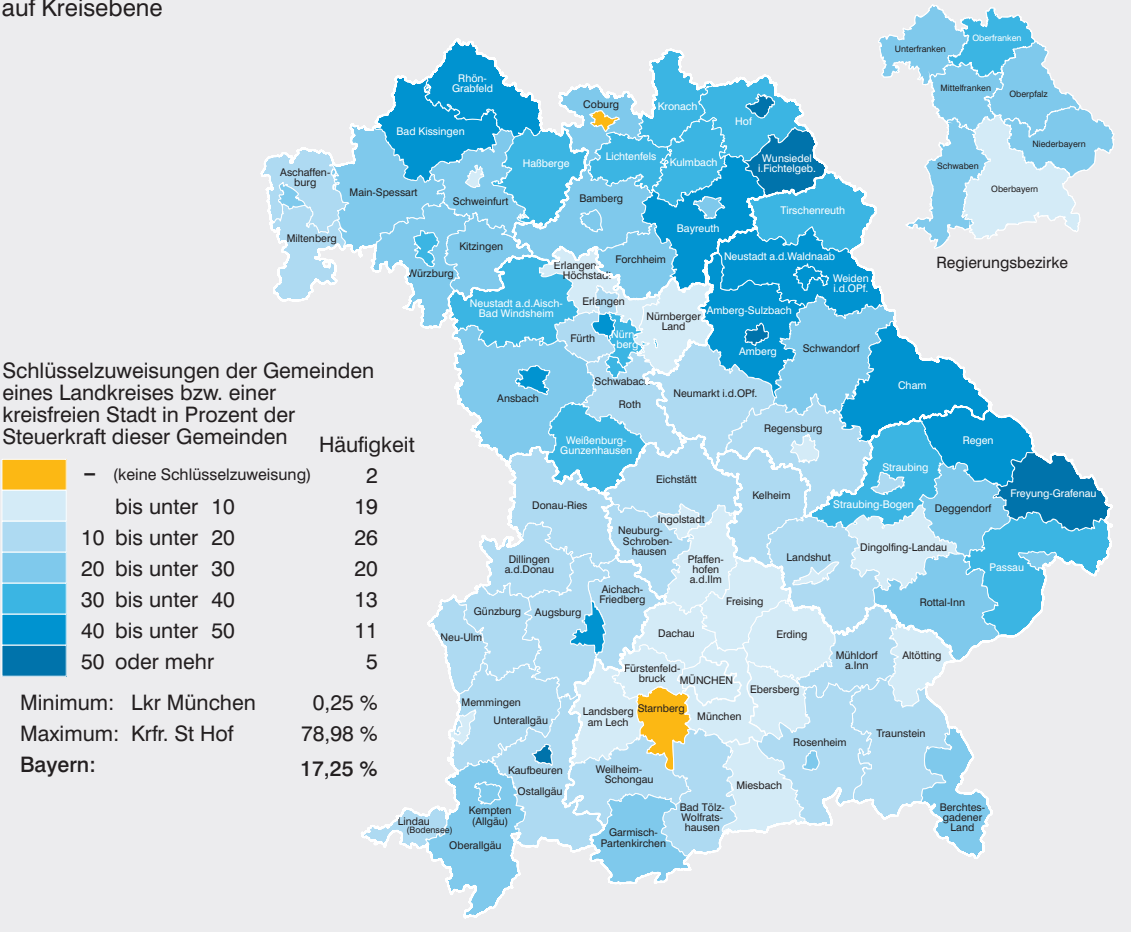 auf Kreisebene
Unterfranken
Oberfranken
Mittelfranken
Oberpfalz
Niederbayern
Schwaben
Oberbayern
Regierungsbezirke
Rhön-
Grabfeld
Bad Kissingen
Coburg
Kronach
Hof
Lichtenfels
Kulmbach
Haßberge
Wunsiedel
i.Fichtelgeb.
Aschaffen-
burg
Main-Spessart
Schweinfurt
Bamberg
Bayreuth
Tirschenreuth
Miltenberg
Würzburg
Kitzingen
Forchheim
Erlangen-
Höchstadt
Neustadt a.d.Waldnaab
Weiden
i.d.OPf.
Neustadt a.d.Aisch-
Bad Windsheim
Erlangen
Nürnberger
Land
Amberg-Sulzbach
Fürth
Nürn-
berg
Amberg
Schwandorf
Ansbach
Schwabach
Roth
Neumarkt i.d.OPf.
Cham
Weißenburg-
Gunzenhausen
Regensburg
Regen
Straubing
Freyung-Grafenau
Straubing-Bogen
Deggendorf
Eichstätt
Kelheim
Donau-Ries
Ingolstadt
Neuburg-
Schroben-
hausen
Pfaffen-
hofen
a.d.Ilm
Landshut
Dingolfing-Landau
Passau
Rottal-Inn
Dillingen
a.d.Donau
Aichach-
Friedberg
Günzburg
Augsburg
Freising
Neu-Ulm
Dachau
Erding
Mühldorf
a.Inn
Altötting
Fürstenfeld-
bruck
MÜNCHEN
Ebersberg
Memmingen
Unterallgäu
Landsberg
am Lech
Starnberg
München
Rosenheim
Traunstein
Kaufbeuren
Ostallgäu
Weilheim-
Schongau
Miesbach
Bad Tölz-
Wolfrats-
hausen
Berchtes-
gadener
Land
Kempten
(Allgäu)
Lindau
(Bodensee)
Oberallgäu
Garmisch-
Partenkirchen
Schlüsselzuweisungen der Gemeinden
eines Landkreises bzw. einer
kreisfreien Stadt in Prozent der
Steuerkraft dieser Gemeinden
Häufigkeit
– (keine Schlüsselzuweisung) 2
bis unter 10 19
10 bis unter 20 26
20 bis unter 30 20
30 bis unter 40 13
40 bis unter 50 11
50 oder mehr 5
Minimum: Lkr München 0,25 %
Maximum: Krfr. St Hof 78,98 %
Bayern: 17,25 %